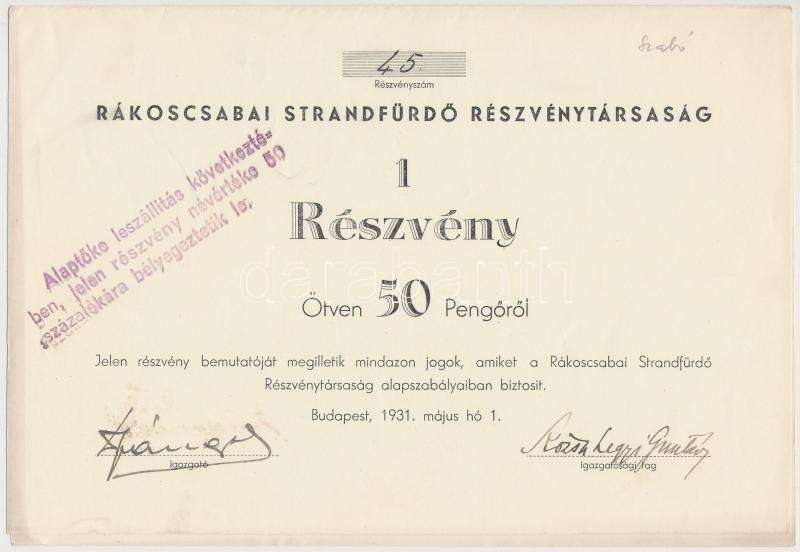 Szabó
45.
Részvényszám
RÁKOSCSABAI STRANDFÜRDŐ RÉSZVÉNYTÁRSASÁG
Alaptőke leszállítás következté-
ben, jelen részvény névértéke 50
százalékára bélyegeztetik le.
1
Részvény
darabanth
Ötven 50 Pengőről
Jelen részvény bemutatóját megilletik mindazon jogok, amiket a Rákoscsabai Strandfürdő
Részvénytársaság alapszabályaiban biztosit.
Budapest, 1931. május hó 1.
igazgató
igazgatósági tag